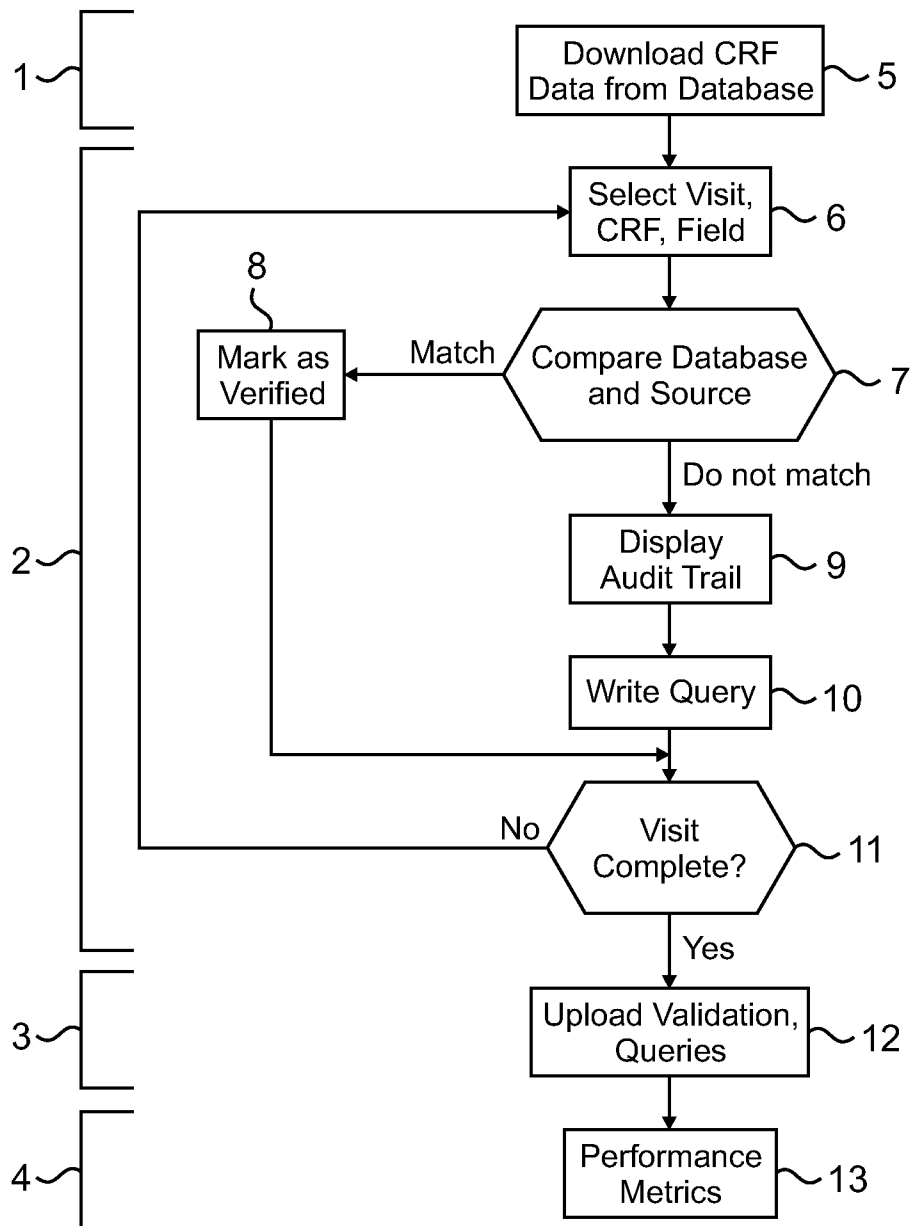 1
Download CRF
Data from Database
5
Select Visit,
CRF, Field
6
8
Mark as
Verified
Match
Compare Database
and Source
7
Do not match
2
Display
Audit Trail
9
Write Query
10
No
Visit
Complete?
11
Yes
3
Upload Validation,
Queries
12
4
Performance
Metrics
13